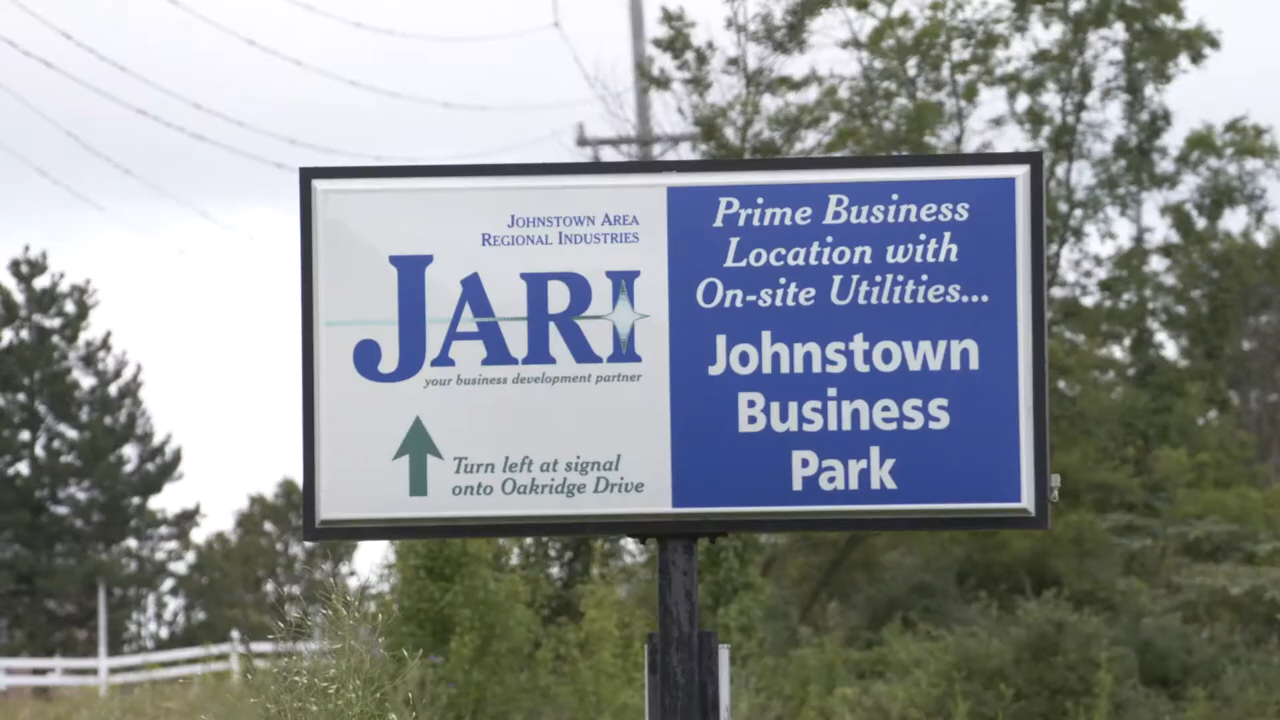 JOHNSTOWN AREA
REGIONAL INDUSTRIES
JARI
your business development partner
Turn left at signal
onto Oakridge Drive
Prime Business
Location with
On-site Utilities...
Johnstown
Business
Park